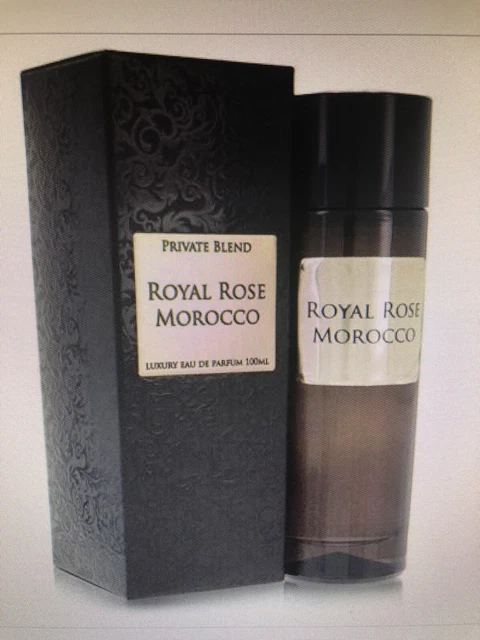 PRIVATE BLEND
ROYAL ROSE
MOROCCO
LUXURY EAU DE PARFUM 100ML
ROYAL ROSE
MOROCCO